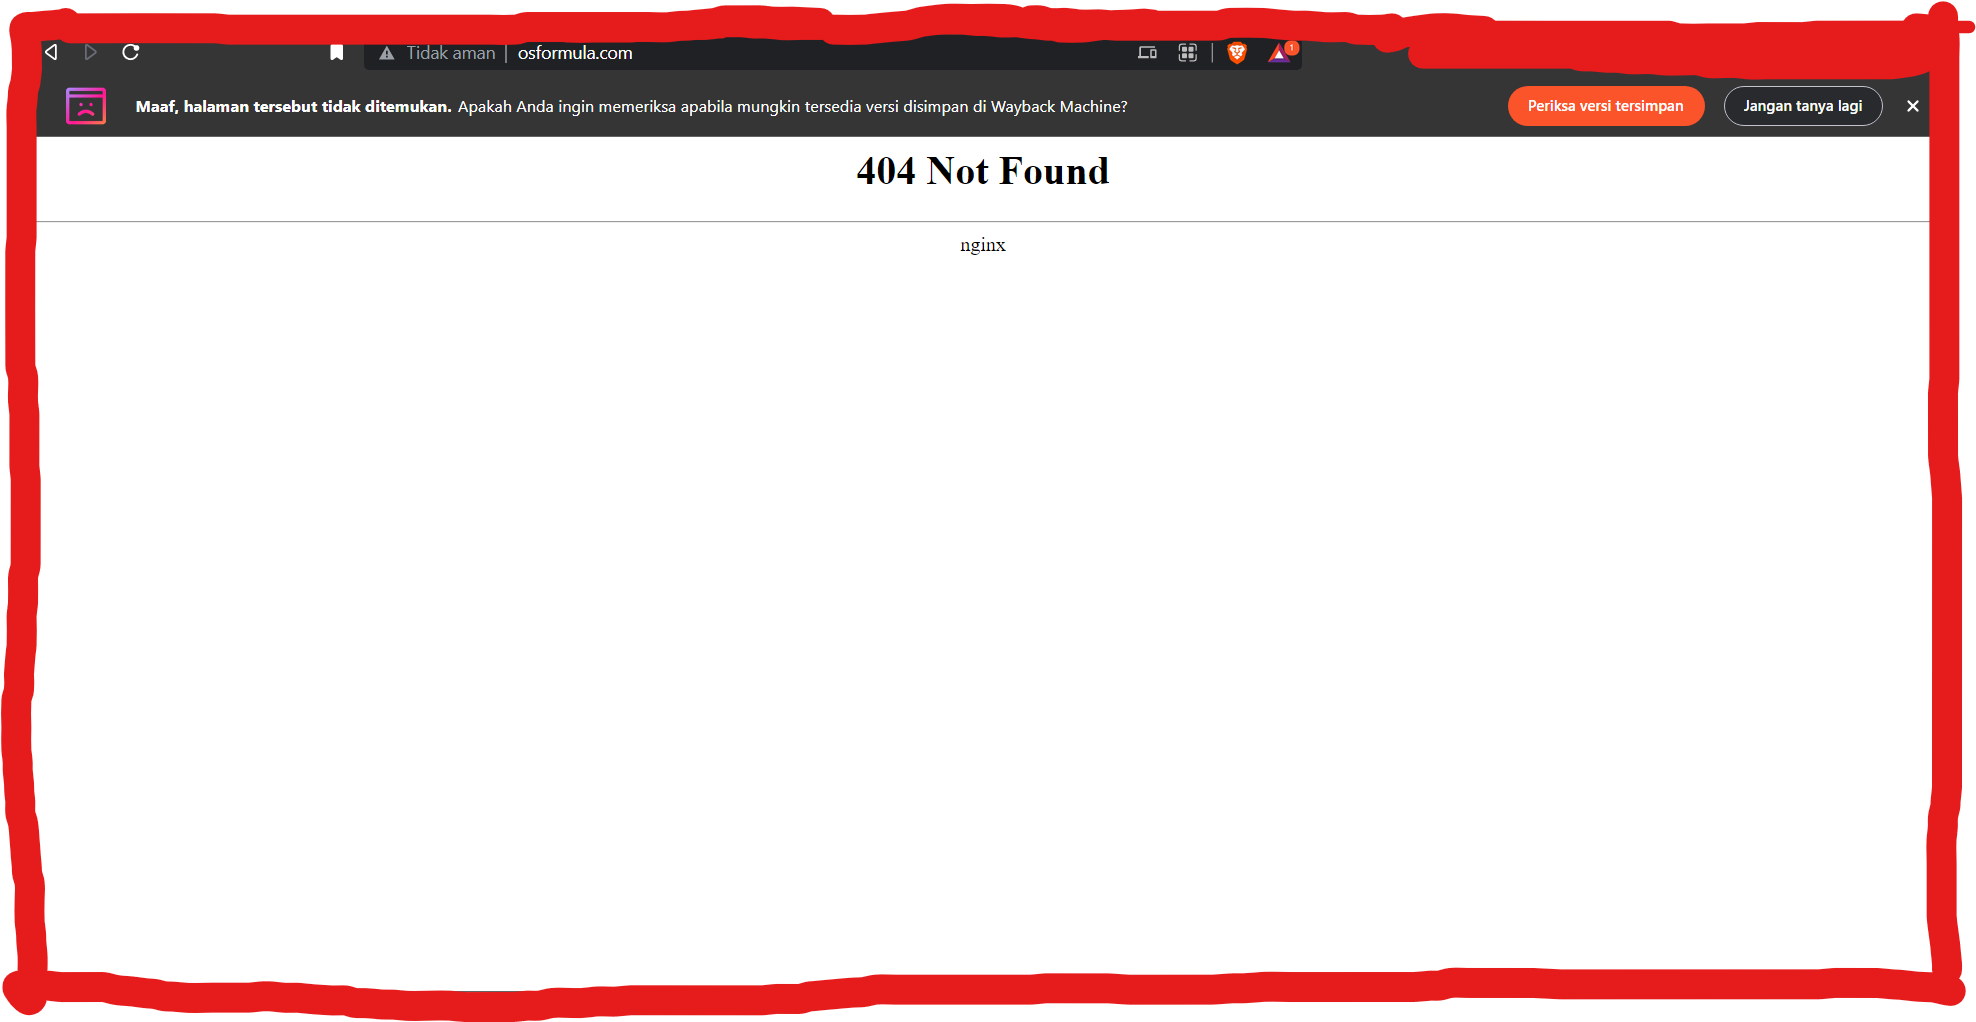 Tidak aman | osformula.com
1
Maaf, halaman tersebut tidak ditemukan. Apakah Anda ingin memeriksa apabila mungkin tersedia versi disimpan di Wayback Machine?
Periksa versi tersimpan
Jangan tanya lagi
404 Not Found
nginx